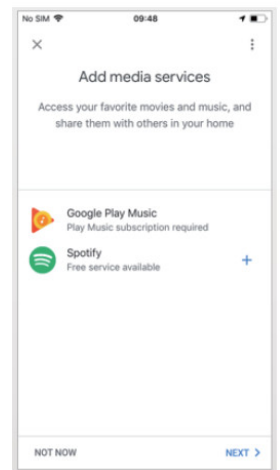 No SIM 09:48
Add media services
Access your favorite movies and music, and
share them with others in your home
Google Play Music
Play Music subscription required
Spotify
Free service available
NOT NOW NEXT